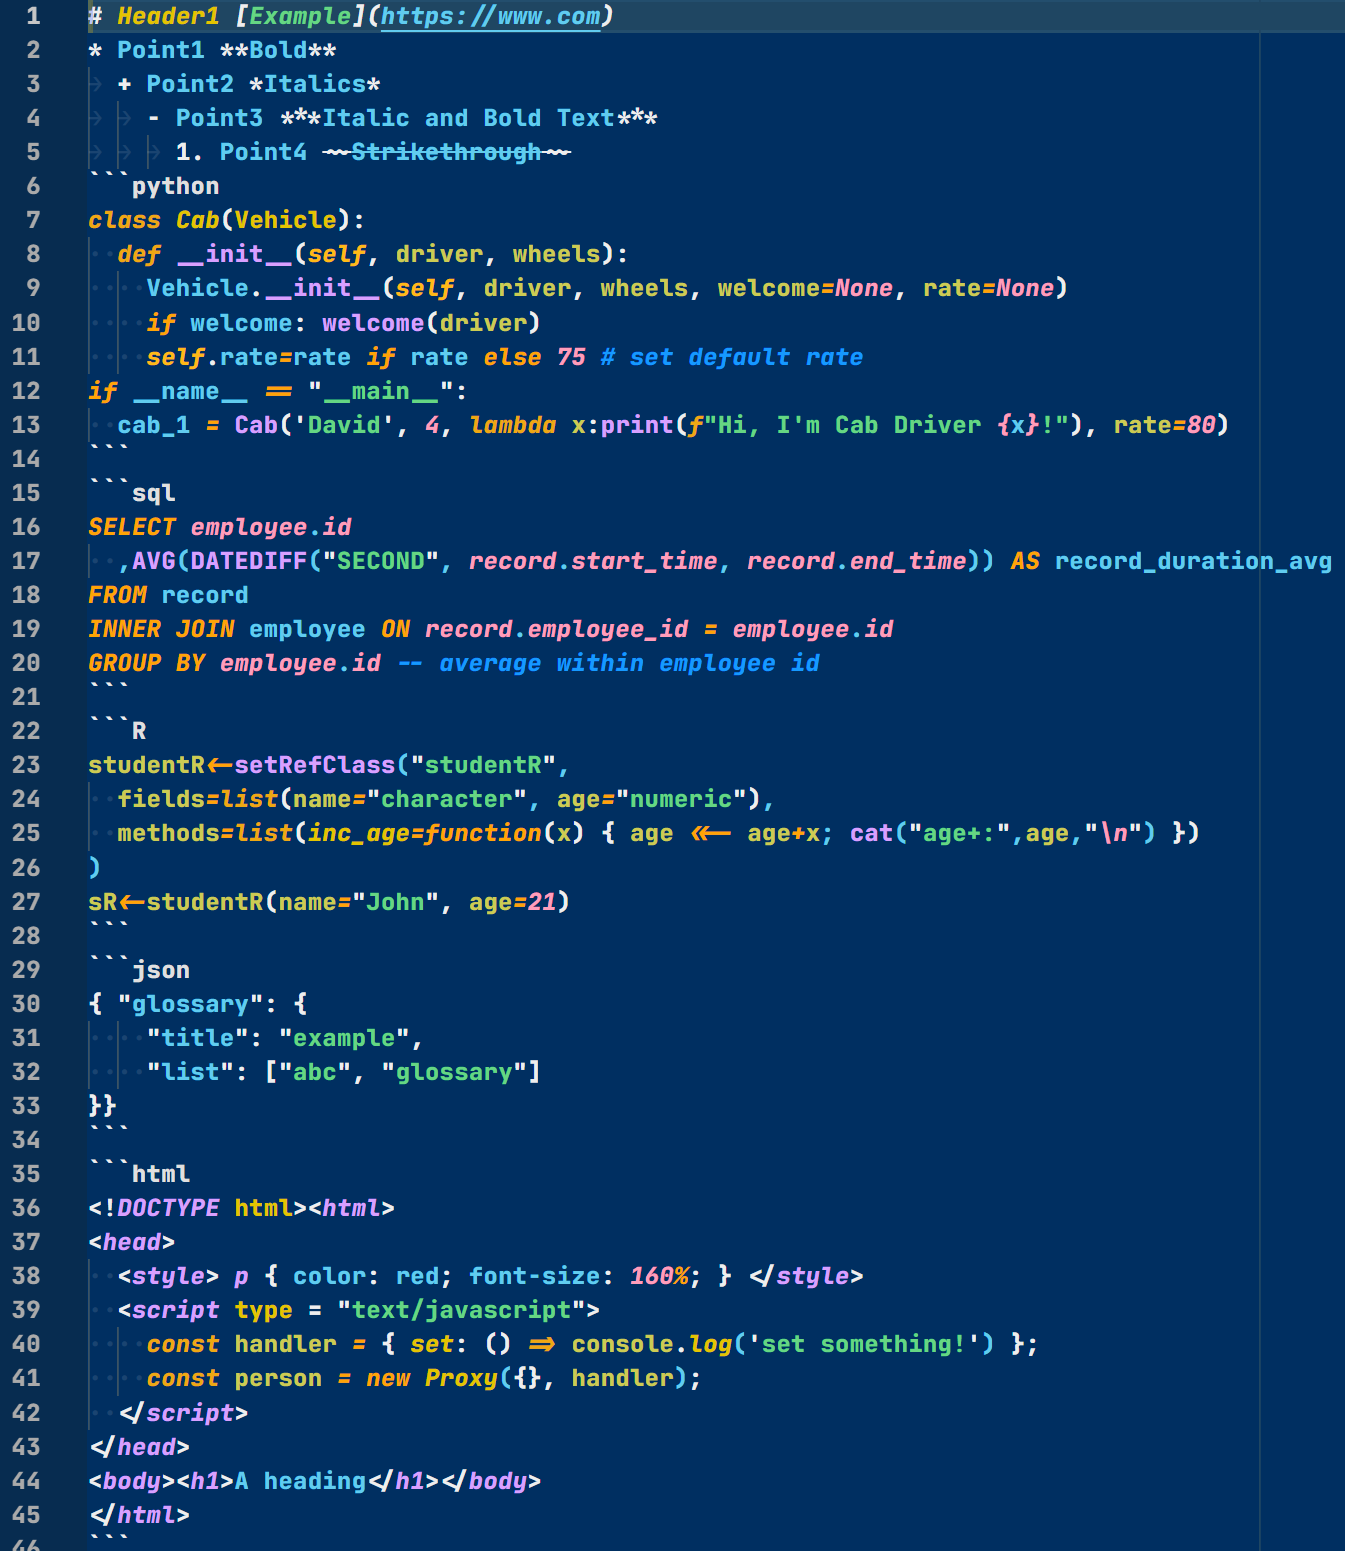 1 # Header1 [Example](https://www.com)
2 * Point1 **Bold**
3 + Point2 *Italics*
4 - Point3 ***Italic and Bold Text***
5 1. Point4 ~~Strikethrough~~
6 ```python
7 class Cab(Vehicle):
8   def __init__(self, driver, wheels):
9     Vehicle.__init__(self, driver, wheels, welcome=None, rate=None)
10     if welcome: welcome(driver)
11     self.rate=rate if rate else 75 # set default rate
12 if __name__ == "__main__":
13   cab_1 = Cab('David', 4, lambda x:print(f"Hi, I'm Cab Driver {x}!"), rate=80)
14 ```
15 ```sql
16 SELECT employee.id
17   ,AVG(DATEDIFF("SECOND", record.start_time, record.end_time)) AS record_duration_avg
18 FROM record
19 INNER JOIN employee ON record.employee_id = employee.id
20 GROUP BY employee.id -- average within employee id
21 ```
22 ```R
23 studentR<-setRefClass("studentR",
24   fields=list(name="character", age="numeric"),
25   methods=list(inc_age=function(x) { age <<- age+x; cat("age+:",age,"\n") })
26 )
27 sR<-studentR(name="John", age=21)
28 ```
29 ```json
30 { "glossary": {
31     "title": "example",
32     "list": ["abc", "glossary"]
33 }}
34 ```
35 ```html
36 <!DOCTYPE html><html>
37 <head>
38   <style> p { color: red; font-size: 160%; } </style>
39   <script type = "text/javascript">
40     const handler = { set: () => console.log('set something!') };
41     const person = new Proxy({}, handler);
42   </script>
43 </head>
44 <body><h1>A heading</h1></body>
45 </html>
46 ```